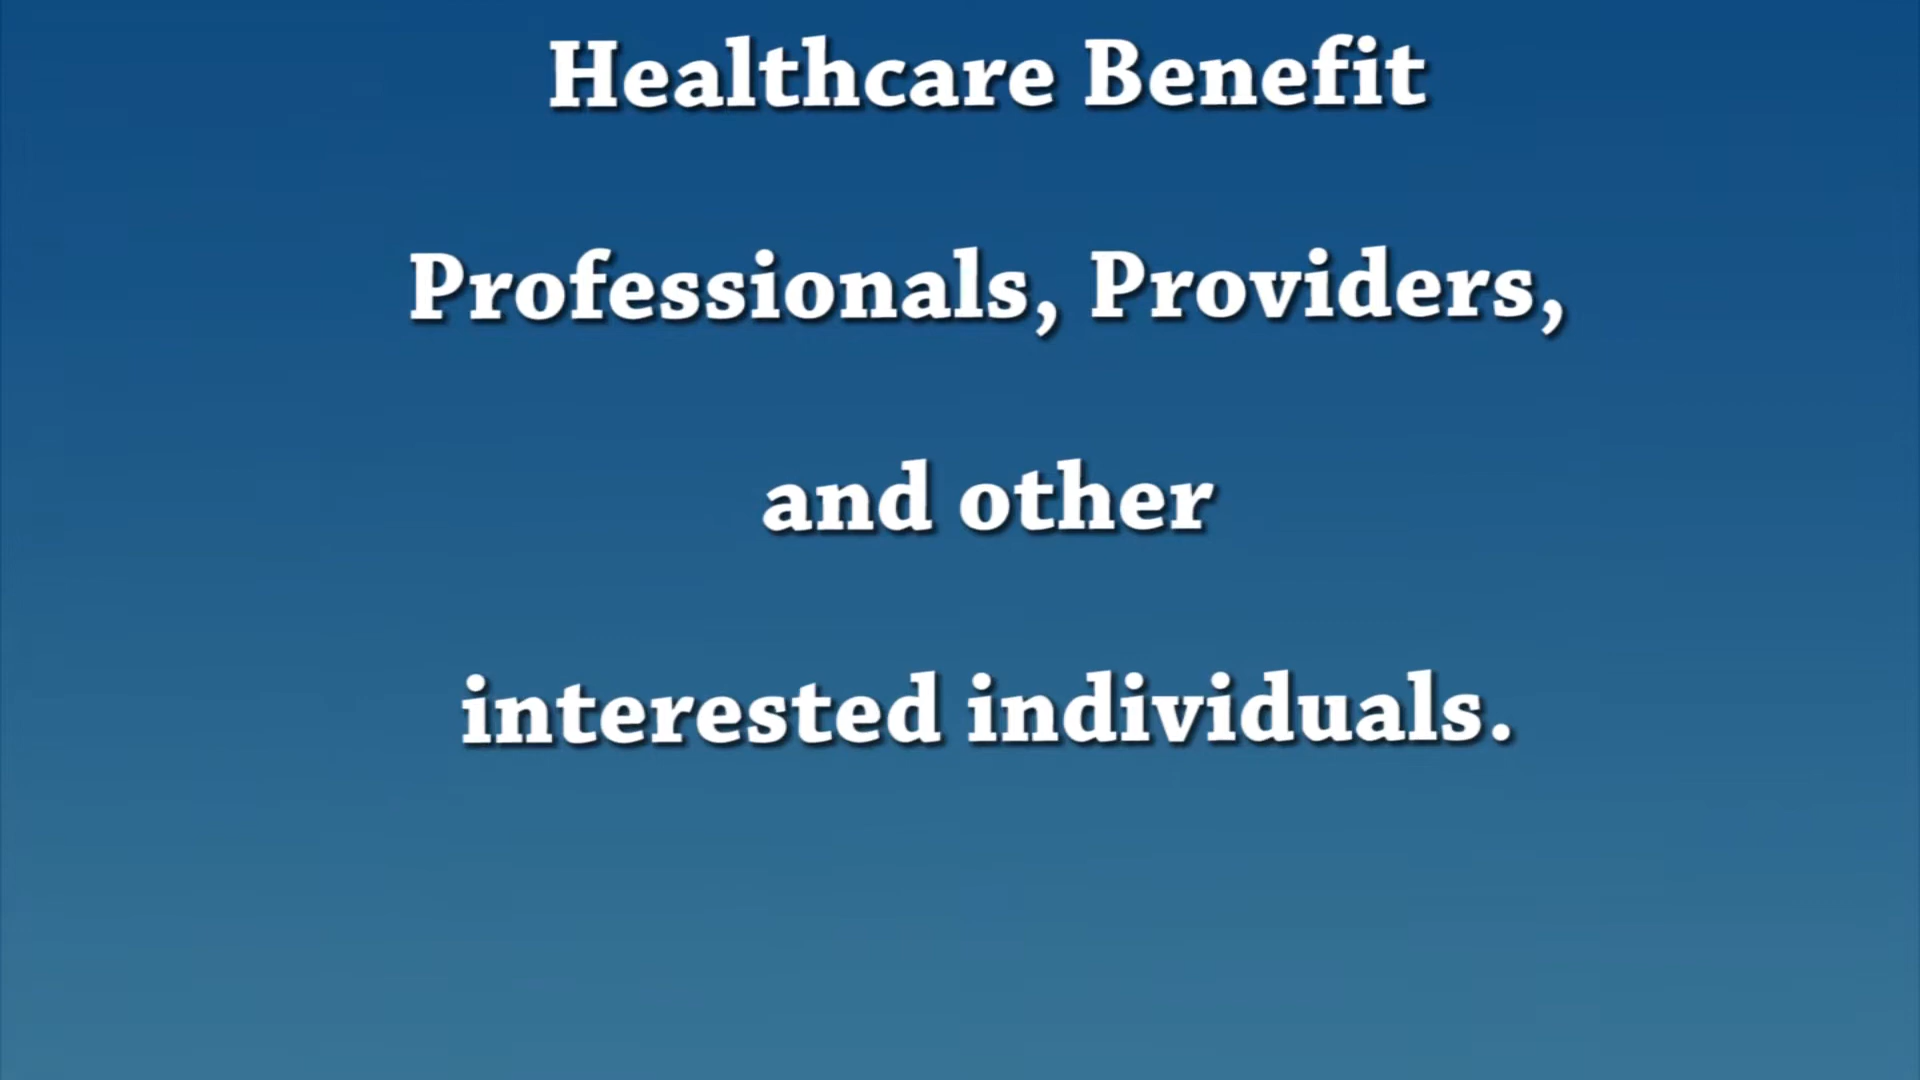 Healthcare Benefit
Professionals, Providers,
and other
interested individuals.